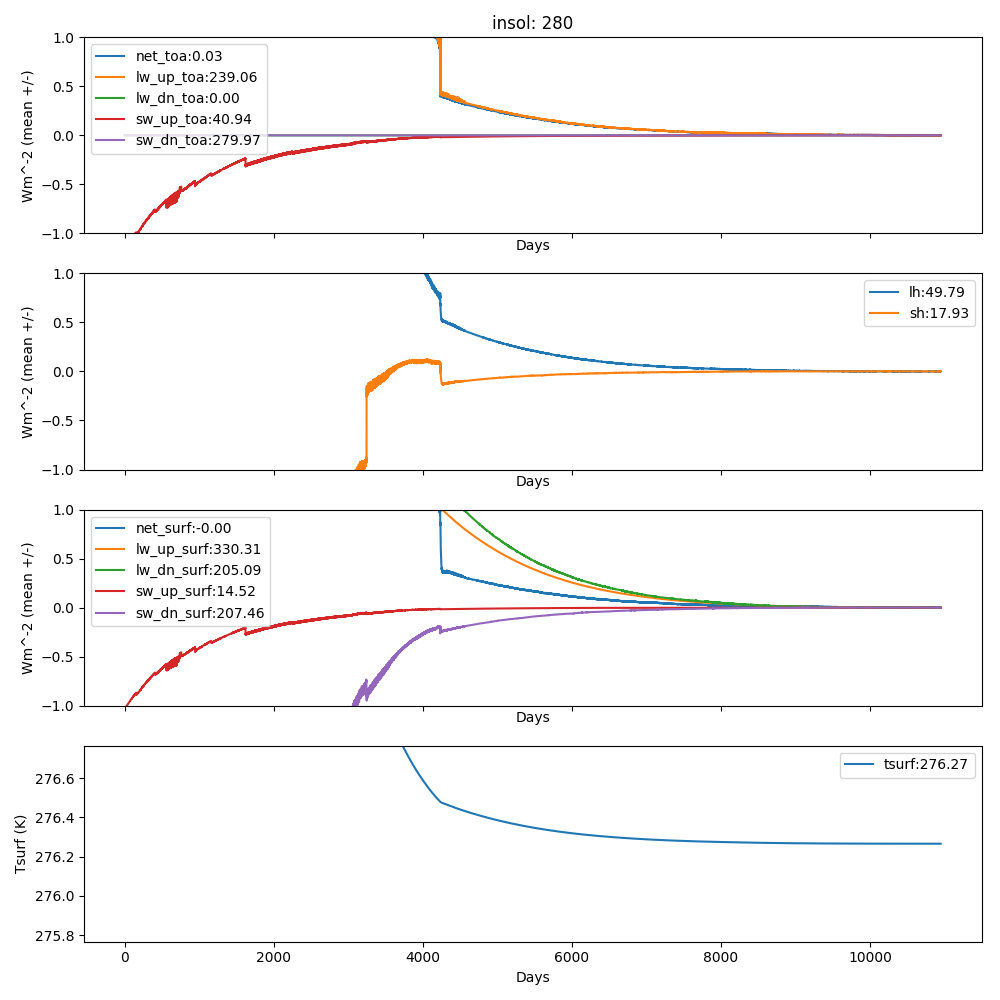 insol: 280
1.0
0.5
0.0
−0.5
−1.0
Wm^-2 (mean +/-)
net_toa:0.03
lw_up_toa:239.06
lw_dn_toa:0.00
sw_up_toa:40.94
sw_dn_toa:279.97
Days
1.0
0.5
0.0
−0.5
−1.0
Wm^-2 (mean +/-)
lh:49.79
sh:17.93
Days
1.0
0.5
0.0
−0.5
−1.0
Wm^-2 (mean +/-)
net_surf:-0.00
lw_up_surf:330.31
lw_dn_surf:205.09
sw_up_surf:14.52
sw_dn_surf:207.46
Days
276.6
276.4
276.2
276.0
275.8
Tsurf (K)
tsurf:276.27
0 2000 4000 6000 8000 10000
Days